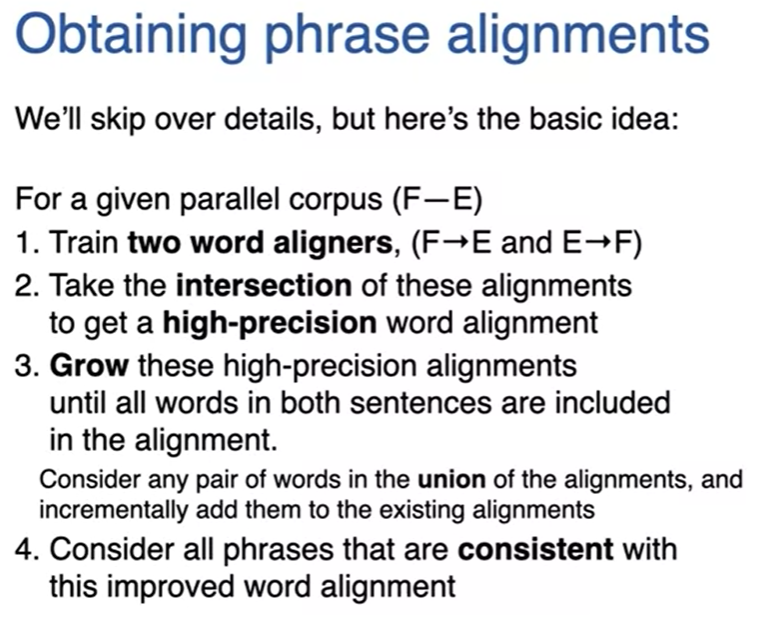 Obtaining phrase alignments
We'll skip over details, but here's the basic idea:
For a given parallel corpus (F—E)
1. Train two word aligners, (F→E and E→F)
2. Take the intersection of these alignments
to get a high-precision word alignment
3. Grow these high-precision alignments
until all words in both sentences are included
in the alignment.
Consider any pair of words in the union of the alignments, and
incrementally add them to the existing alignments
4. Consider all phrases that are consistent with
this improved word alignment